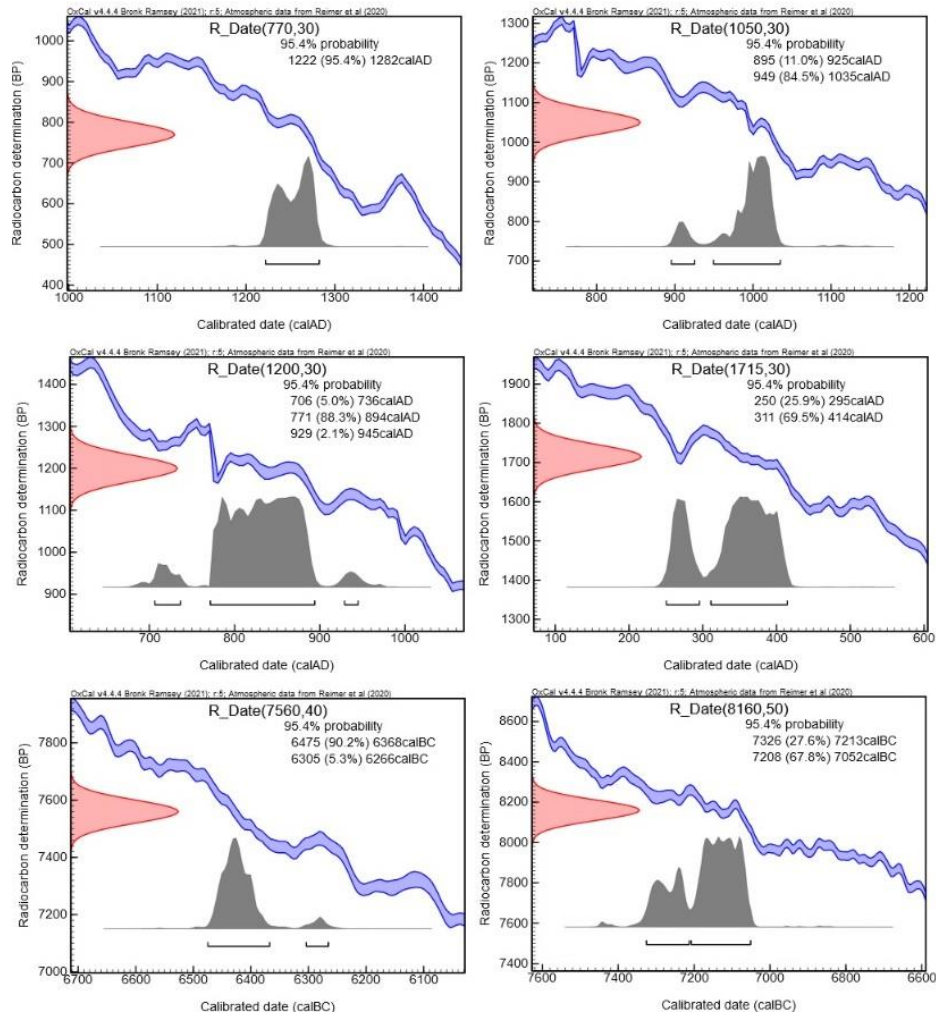 OxCal v4.4.4 Bronk Ramsey (2021); r:5; Atmospheric data from Reimer et al (2020)
R_Date(770,30)
95.4% probability
1222 (95.4%) 1282calAD
Radiocarbon determination (BP)
1000
900
800
700
600
500
400
1000 1100 1200 1300 1400
Calibrated date (calAD)
OxCal v4.4.4 Bronk Ramsey (2021); r:5; Atmospheric data from Reimer et al (2020)
R_Date(1050,30)
95.4% probability
895 (11.0%) 925calAD
949 (84.5%) 1035calAD
Radiocarbon determination (BP)
1300
1200
1100
1000
900
800
700
800 900 1000 1100 1200
Calibrated date (calAD)
OxCal v4.4.4 Bronk Ramsey (2021); r:5; Atmospheric data from Reimer et al (2020)
R_Date(1200,30)
95.4% probability
706 (5.0%) 736calAD
771 (88.3%) 894calAD
929 (2.1%) 945calAD
Radiocarbon determination (BP)
1400
1300
1200
1100
1000
900
700 800 900 1000
Calibrated date (calAD)
OxCal v4.4.4 Bronk Ramsey (2021); r:5; Atmospheric data from Reimer et al (2020)
R_Date(1715,30)
95.4% probability
250 (25.9%) 295calAD
311 (69.5%) 414calAD
Radiocarbon determination (BP)
1900
1800
1700
1600
1500
1400
1300
100 200 300 400 500 600
Calibrated date (calAD)
OxCal v4.4.4 Bronk Ramsey (2021); r:5; Atmospheric data from Reimer et al (2020)
R_Date(7560,40)
95.4% probability
6475 (90.2%) 6368calBC
6305 (5.3%) 6266calBC
Radiocarbon determination (BP)
7800
7600
7400
7200
7000
6700 6600 6500 6400 6300 6200 6100
Calibrated date (calBC)
OxCal v4.4.4 Bronk Ramsey (2021); r:5; Atmospheric data from Reimer et al (2020)
R_Date(8160,50)
95.4% probability
7326 (27.6%) 7213calBC
7208 (67.8%) 7052calBC
Radiocarbon determination (BP)
8600
8400
8200
8000
7800
7600
7400
7600 7400 7200 7000 6800 6600
Calibrated date (calBC)